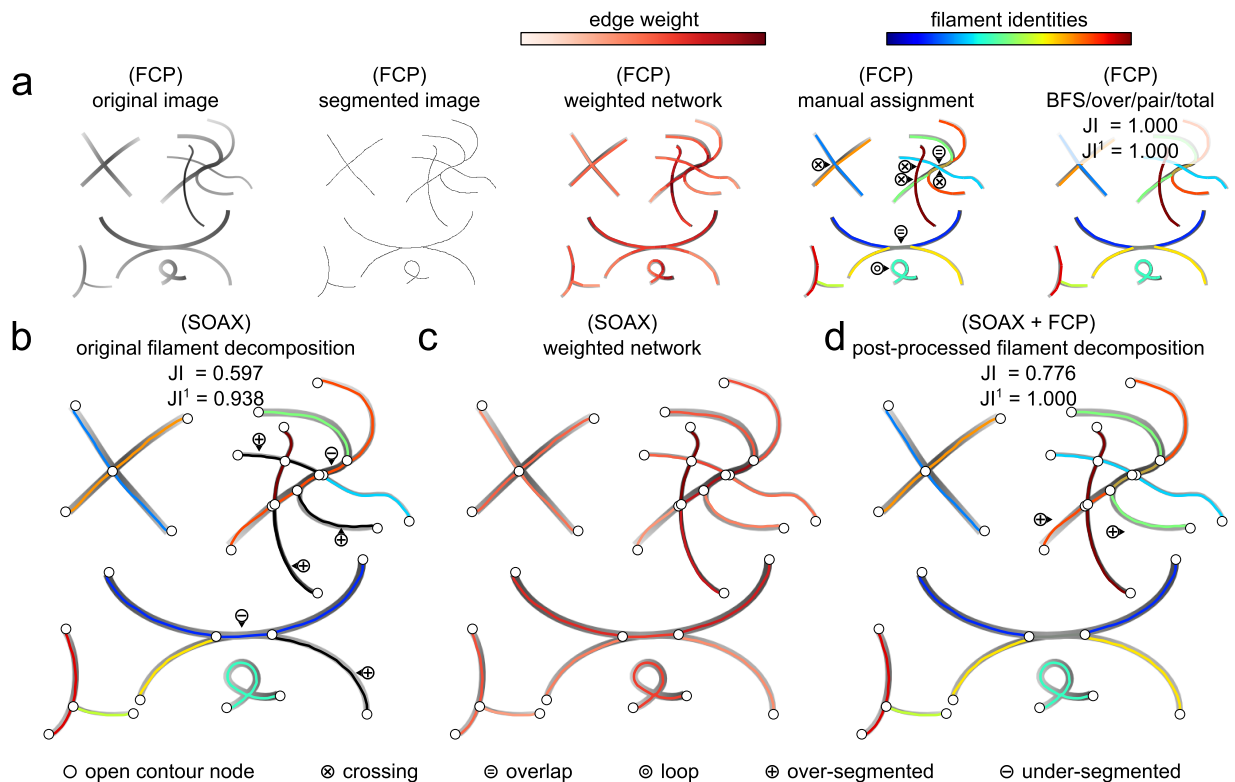 edge weight
filament identities
a
(FCP)
original image
(FCP)
segmented image
(FCP)
weighted network
(FCP)
manual assignment
(FCP)
BFS/over/pair/total
JI = 1.000
JI¹ = 1.000
b
(SOAX)
original filament decomposition
JI = 0.597
JI¹ = 0.938
c
(SOAX)
weighted network
d
(SOAX + FCP)
post-processed filament decomposition
JI = 0.776
JI¹ = 1.000
open contour node
crossing
overlap
loop
over-segmented
under-segmented